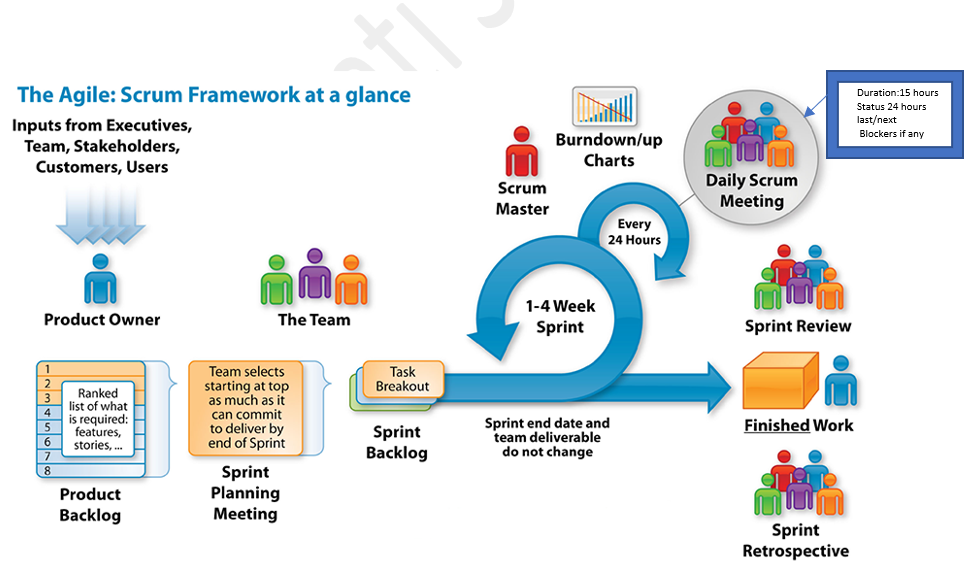 The Agile: Scrum Framework at a glance
Inputs from Executives,
Team, Stakeholders,
Customers, Users
Product Owner
The Team
1
2
3
4
5
6
7
8
Ranked
list of what
is required:
features,
stories, ...
Product
Backlog
Team selects
starting at top
as much as it
can commit
to deliver by
end of Sprint
Sprint
Planning
Meeting
Task
Breakout
Sprint
Backlog
Scrum
Master
Burndown/up
Charts
Every
24 Hours
1-4 Week
Sprint
Sprint end date and
team deliverable
do not change
Daily Scrum
Meeting
Duration:15 hours
Status 24 hours
last/next
Blockers if any
Sprint Review
Finished Work
Sprint
Retrospective